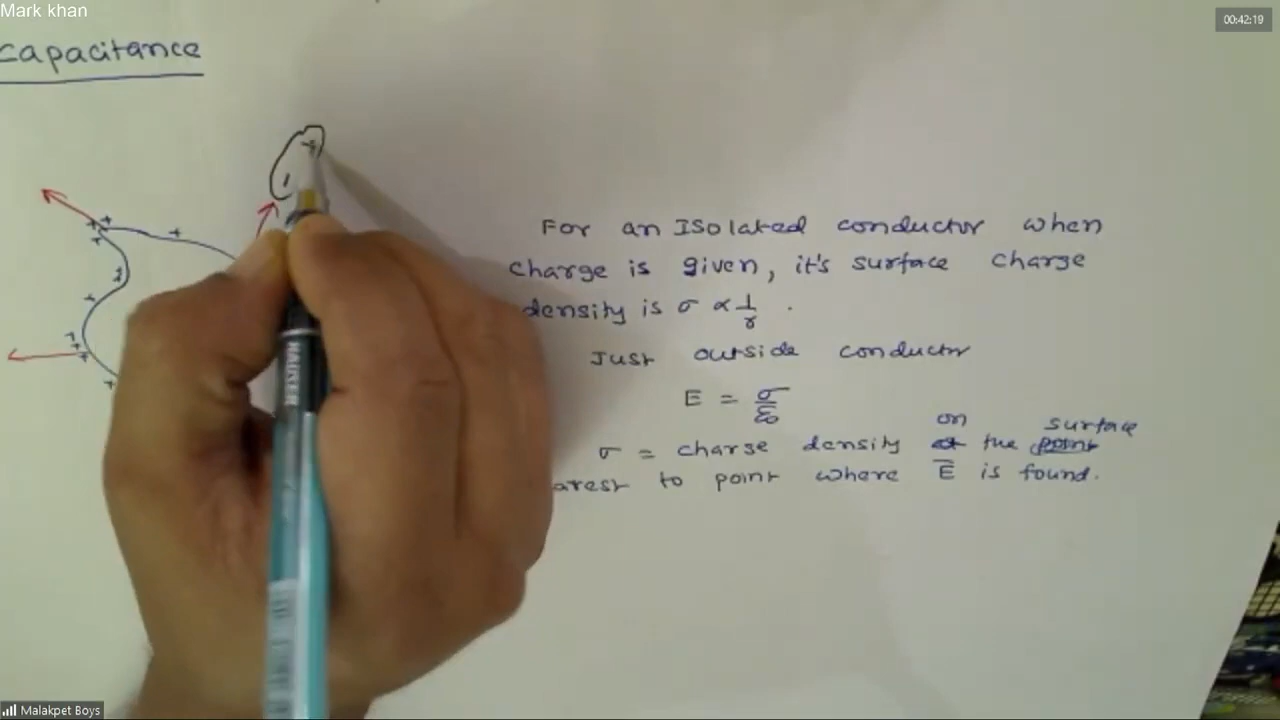 Mark khan
00:42:19
Capacitance
For an Isolated conductor when
charge is given, it's surface charge
density is σ ∝ 1/r .
Just outside conductor
E = σ/ε0
on surface
σ = charge density at the point
to point where E is found.
HAUSER
Malakpet Boys